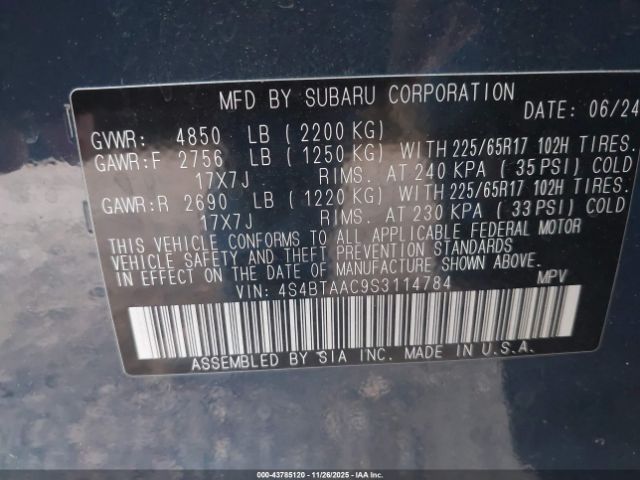 MFD BY SUBARU CORPORATION
DATE: 06/24
GVWR: 4850 LB (2200 KG)
GAWR:F 2756 LB (1250 KG) WITH 225/65R17 102H TIRES.
17X7J RIMS. AT 240 KPA (35 PSI) COLD
GAWR:R 2690 LB (1220 KG) WITH 225/65R17 102H TIRES.
17X7J RIMS. AT 230 KPA (33 PSI) COLD
THIS VEHICLE CONFORMS TO ALL APPLICABLE FEDERAL MOTOR
VEHICLE SAFETY AND THEFT PREVENTION STANDARDS
IN EFFECT ON THE DATE OF MANUFACTURE SHOWN ABOVE.
VIN: 4S4BTAAC9S3114784 MPV
ASSEMBLED BY SIA INC. MADE IN U.S.A.
000-43785120 - 11/26/2025 - IAAI.COM